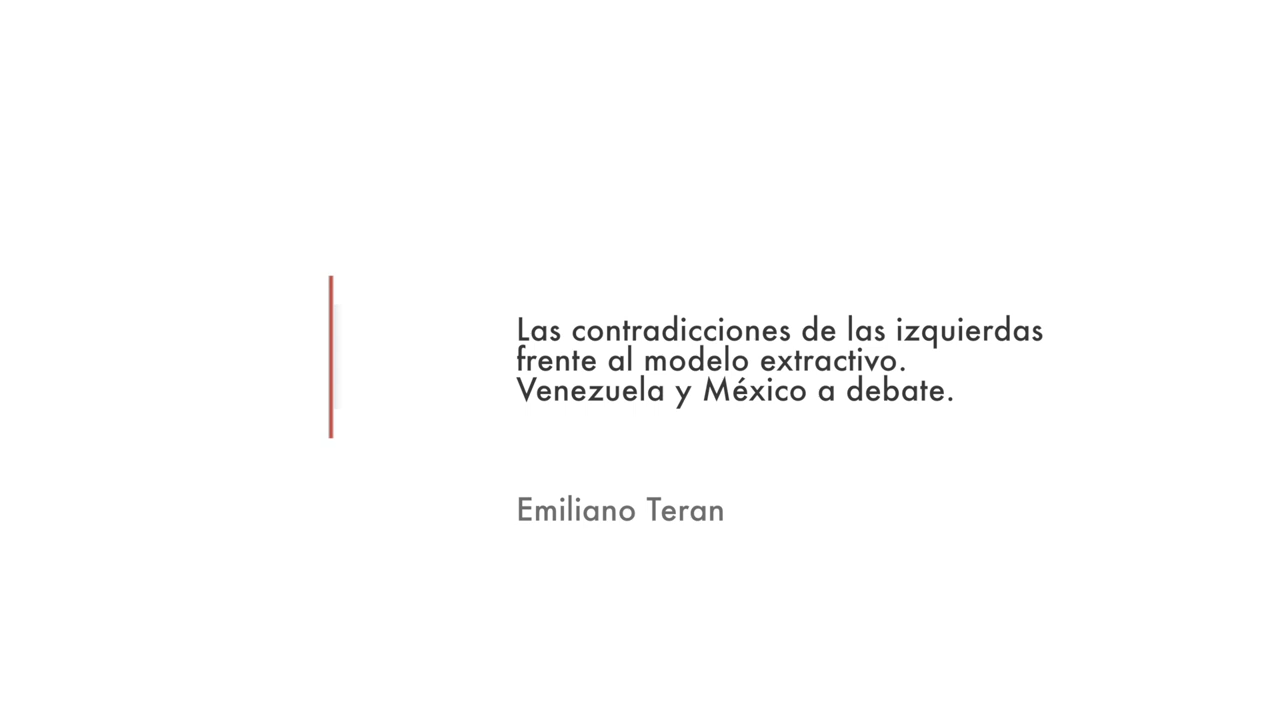 Las contradicciones de las izquierdas
frente al modelo extractivo.
Venezuela y México a debate.
Emiliano Teran